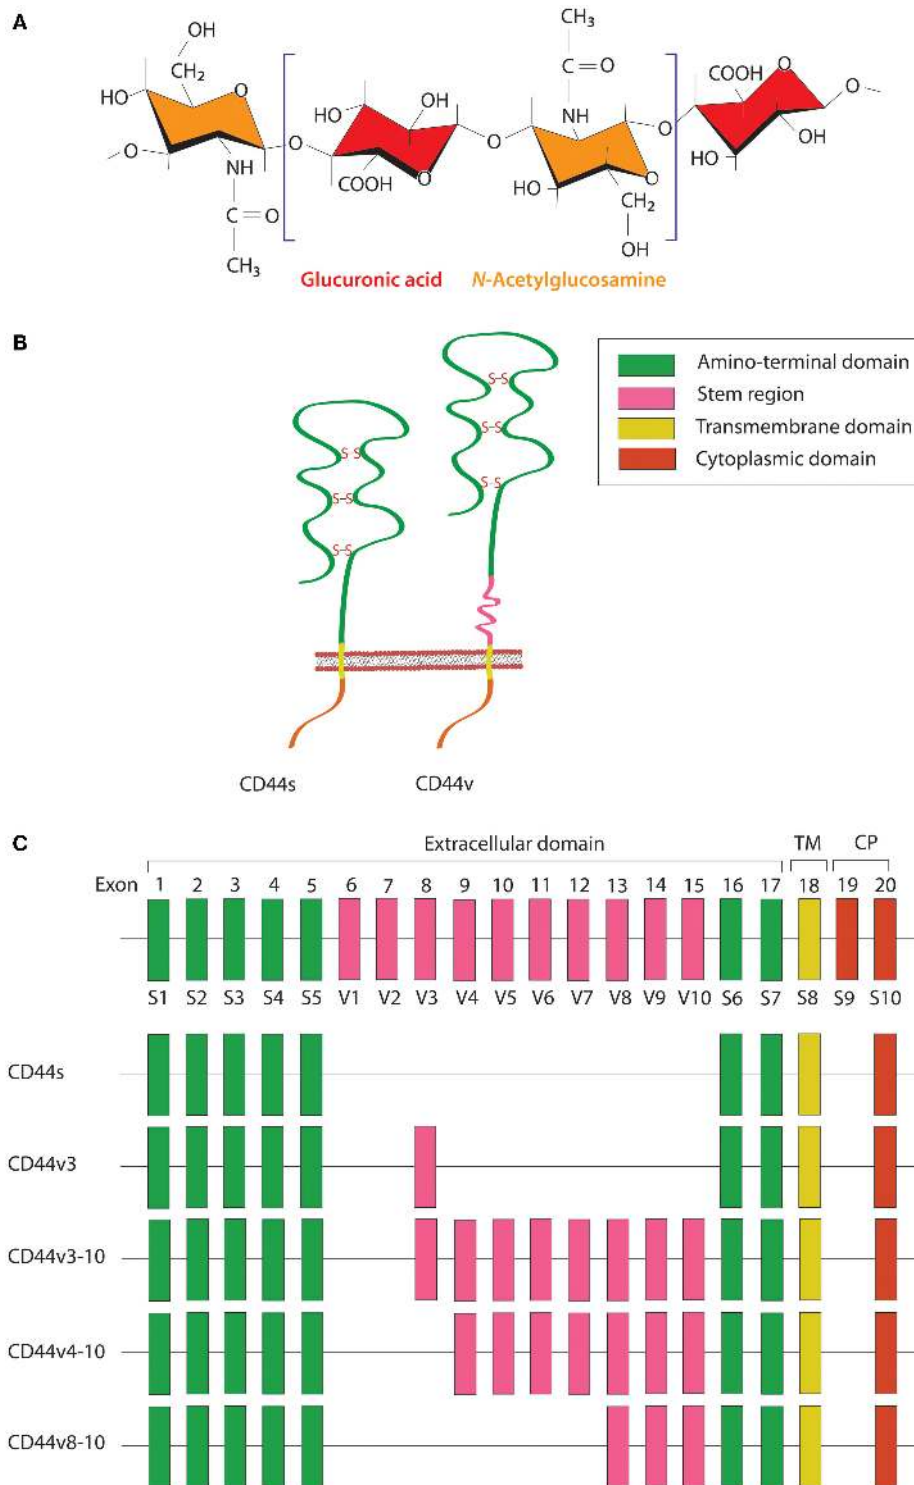 A
CH₃
OH
CH₂
C=O
COOH
O
O
HO
O
HO
OH
NH
O
O
O
O
O
NH
COOH
O
HO
CH₂
HO
OH
C=O
OH
CH₃
Glucuronic acid N-Acetylglucosamine
B
Amino-terminal domain
Stem region
Transmembrane domain
Cytoplasmic domain
S-S
S-S
S-S
S-S
S-S
S-S
CD44s CD44v
C
Extracellular domain TM CP
Exon 1 2 3 4 5 6 7 8 9 10 11 12 13 14 15 16 17 18 19 20
S1 S2 S3 S4 S5 V1 V2 V3 V4 V5 V6 V7 V8 V9 V10 S6 S7 S8 S9 S10
CD44s
CD44v3
CD44v3-10
CD44v4-10
CD44v8-10